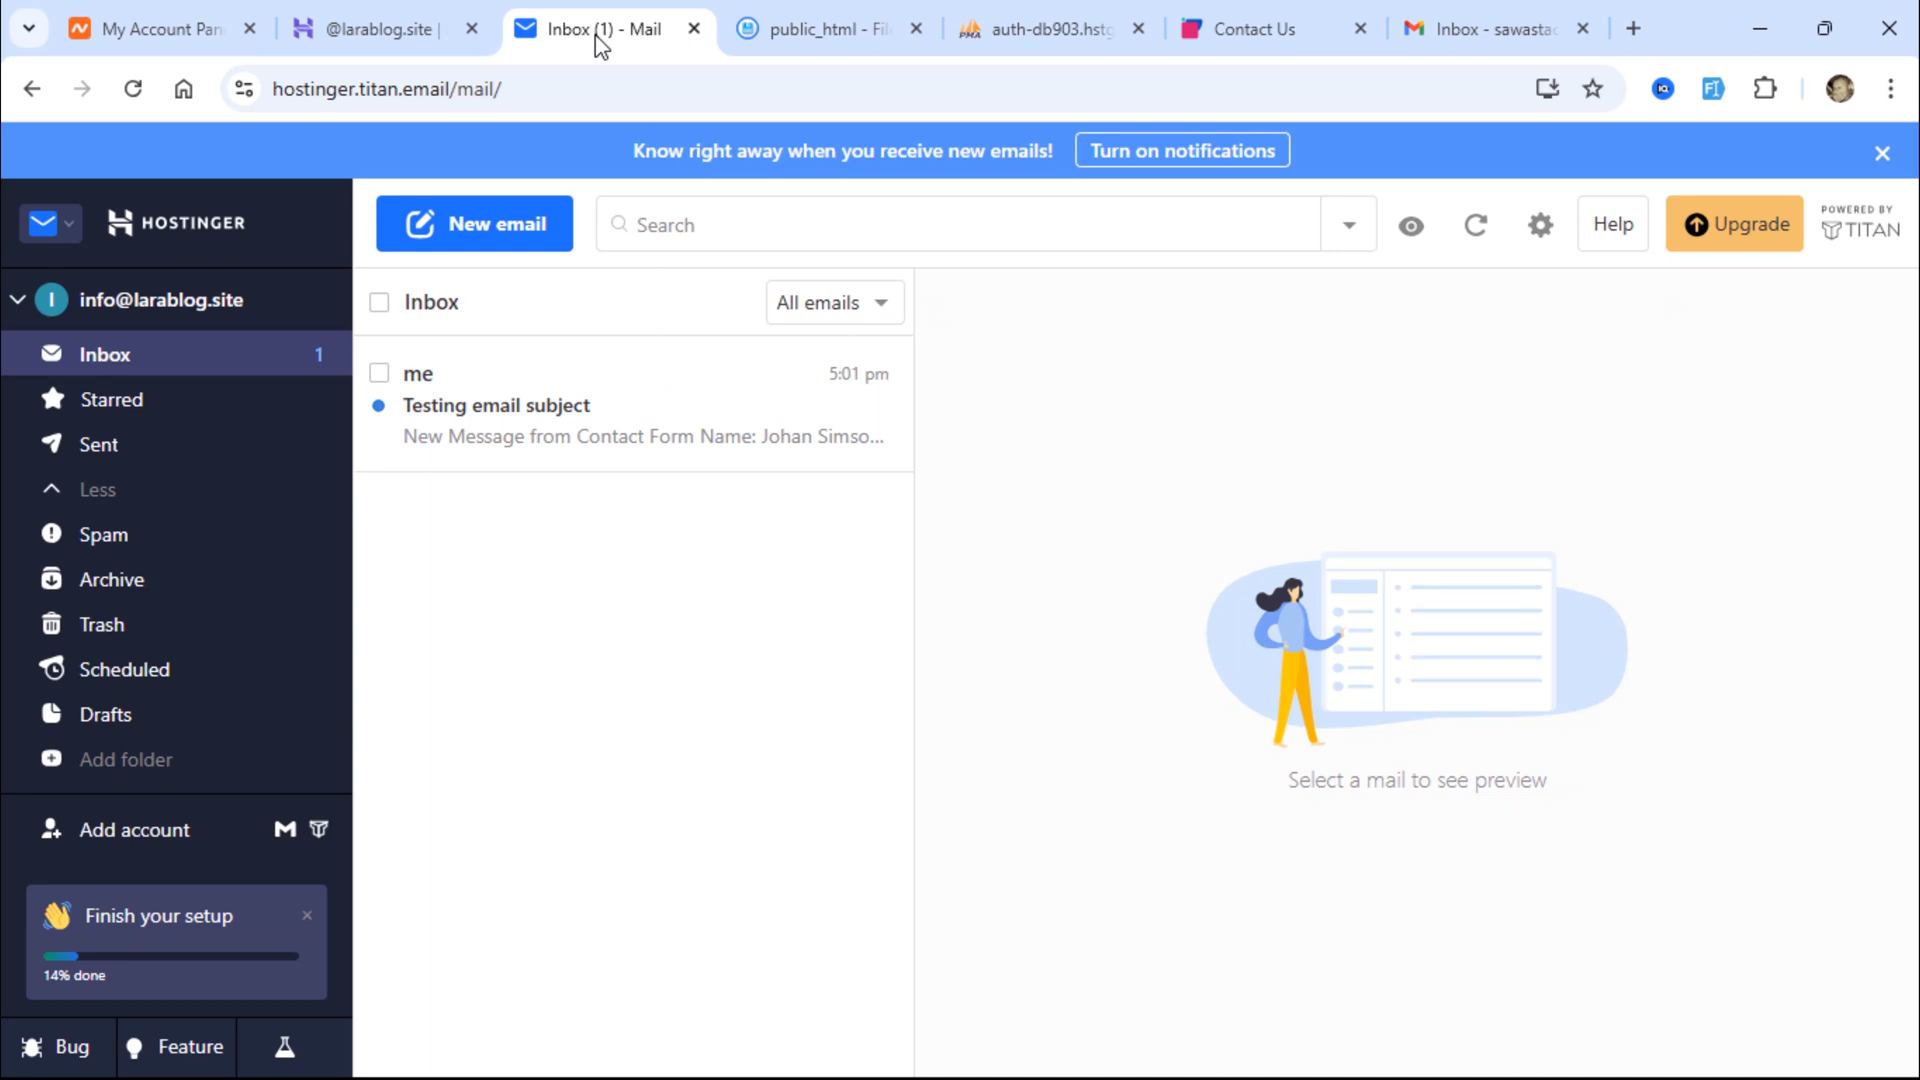 My Account Pan
@larablog.site |
Inbox (1) - Mail
public_html - File
auth-db903.hstg
Contact Us
Inbox - sawastac
hostinger.titan.email/mail/
Know right away when you receive new emails!
Turn on notifications
HOSTINGER
New email
Search
Help
Upgrade
POWERED BY
TITAN
I
info@larablog.site
Inbox
1
Starred
Sent
Less
Spam
Archive
Trash
Scheduled
Drafts
Add folder
Add account
Finish your setup
14% done
Bug
Feature
Inbox
All emails
me
5:01 pm
Testing email subject
New Message from Contact Form Name: Johan Simso...
Select a mail to see preview